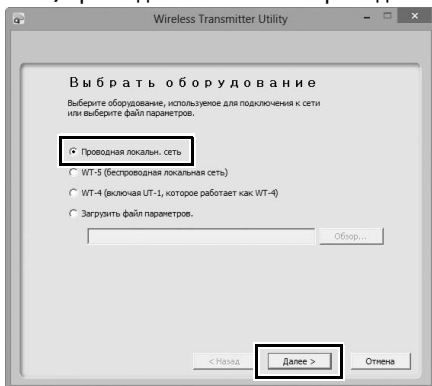 Wireless Transmitter Utility
Выбрать оборудование
Выберите оборудование, используемое для подключения к сети
или выберите файл параметров.
Проводная локальн. сеть
WT-5 (беспроводная локальная сеть)
WT-4 (включая UT-1, которое работает как WT-4)
Загрузить файл параметров.
Обзор...
< Назад
Далее >
Отмена